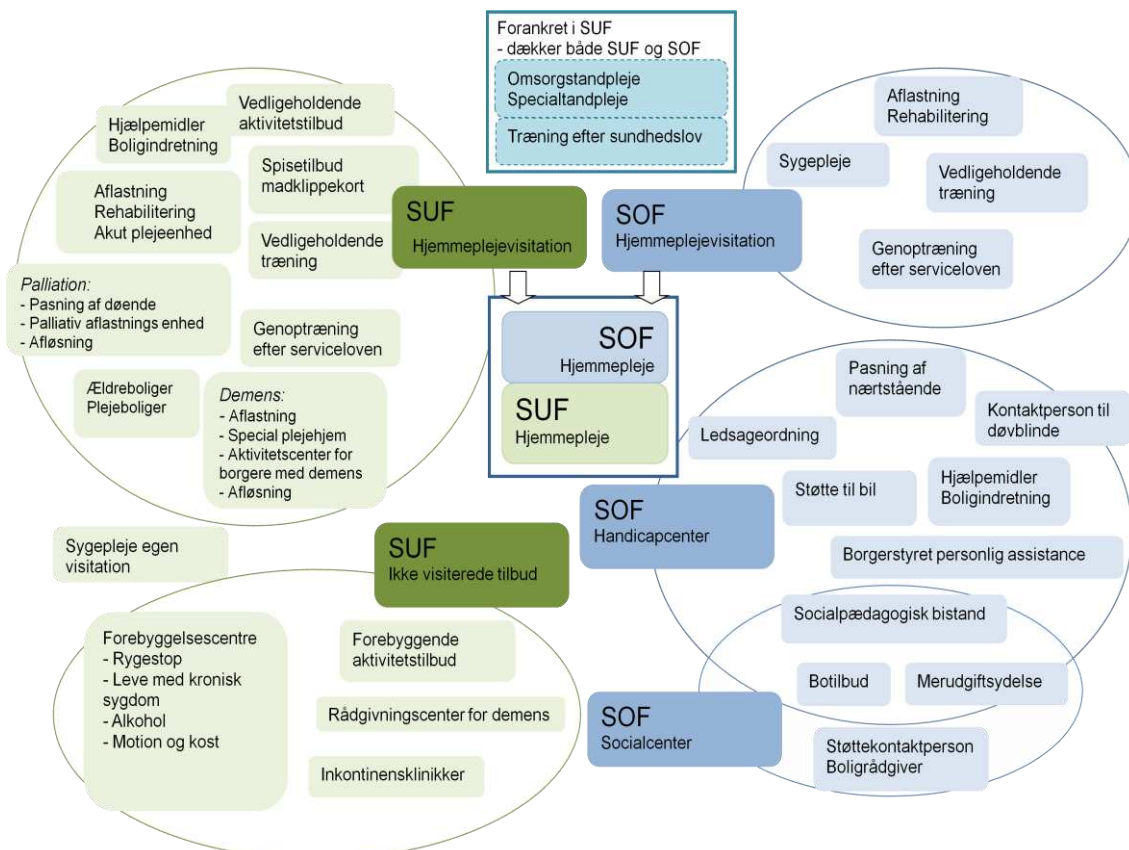 Forankret i SUF
- dækker både SUF og SOF
Omsorgstandpleje
Specialtandpleje
Træning efter sundhedslov
Vedligeholdende
aktivitetstilbud
Hjælpemidler
Boligindretning
Spisetilbud
madklippekort
Aflastning
Rehabilitering
Akut plejeenhed
Vedligeholdende
træning
Palliation:
- Pasning af døende
- Palliativ aflastnings enhed
- Afløsning
Genoptræning
efter serviceloven
Ældreboliger
Plejeboliger
Demens:
- Aflastning
- Special plejehjem
- Aktivitetscenter for
borgere med demens
- Afløsning
SUF
Hjemmeplejevisitation
SOF
Hjemmeplejevisitation
SOF
Hjemmepleje
SUF
Hjemmepleje
Aflastning
Rehabilitering
Sygepleje
Vedligeholdende
træning
Genoptræning
efter serviceloven
Pasning af
nærtstående
Kontaktperson til
døvblinde
Ledsageordning
Støtte til bil
Hjælpemidler
Boligindretning
SOF
Handicapcenter
Borgerstyret personlig assistance
Socialpædagogisk bistand
Botilbud
Merudgiftsydelse
SOF
Socialcenter
Støttekontaktperson
Boligrådgiver
Sygepleje egen
visitation
SUF
Ikke visiterede tilbud
Forebyggelsescentre
- Rygestop
- Leve med kronisk
sygdom
- Alkohol
- Motion og kost
Forebyggende
aktivitetstilbud
Rådgivningscenter for demens
Inkontinensklinikker